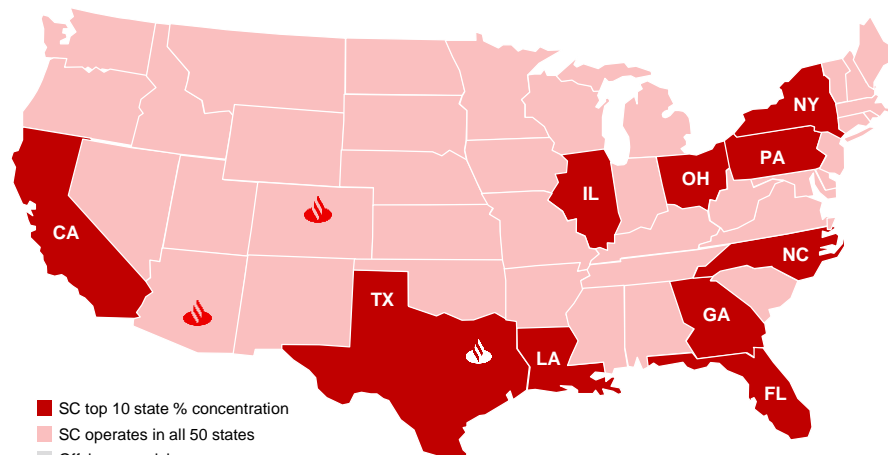 NY
PA
OH
IL
CA
NC
TX
GA
LA
FL
SC top 10 state % concentration
SC operates in all 50 states